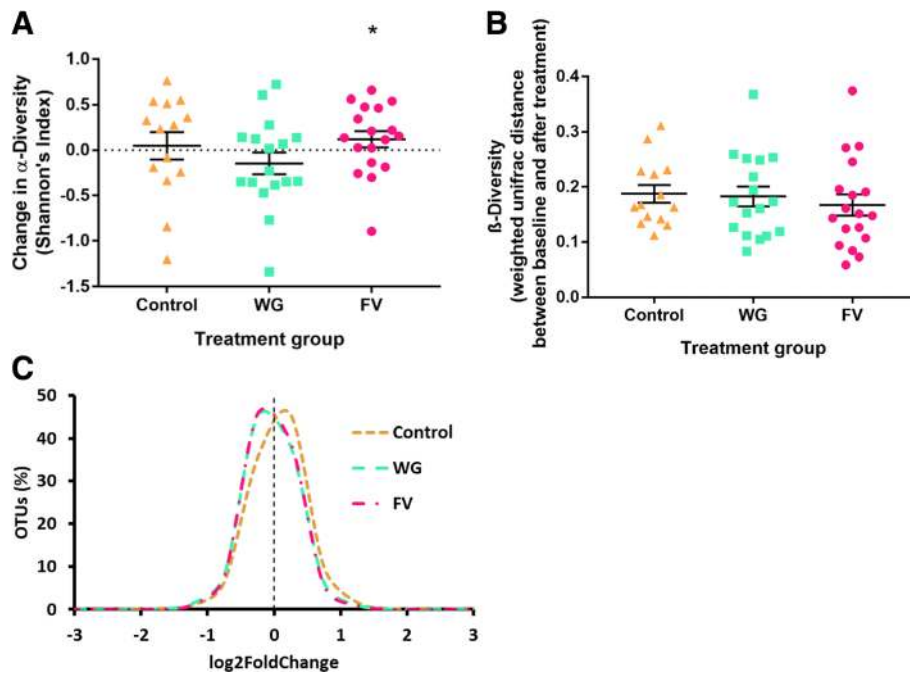 A
*
Change in α-Diversity
(Shannon's Index)
1.0
0.5
0.0
-0.5
-1.0
-1.5
Control WG FV
Treatment group
B
ß-Diversity
(weighted unifrac distance
between baseline and after treatment)
0.4
0.3
0.2
0.1
0.0
Control WG FV
Treatment group
C
OTUs (%)
50
40
30
20
10
0
Control
WG
FV
-3 -2 -1 0 1 2 3
log2FoldChange